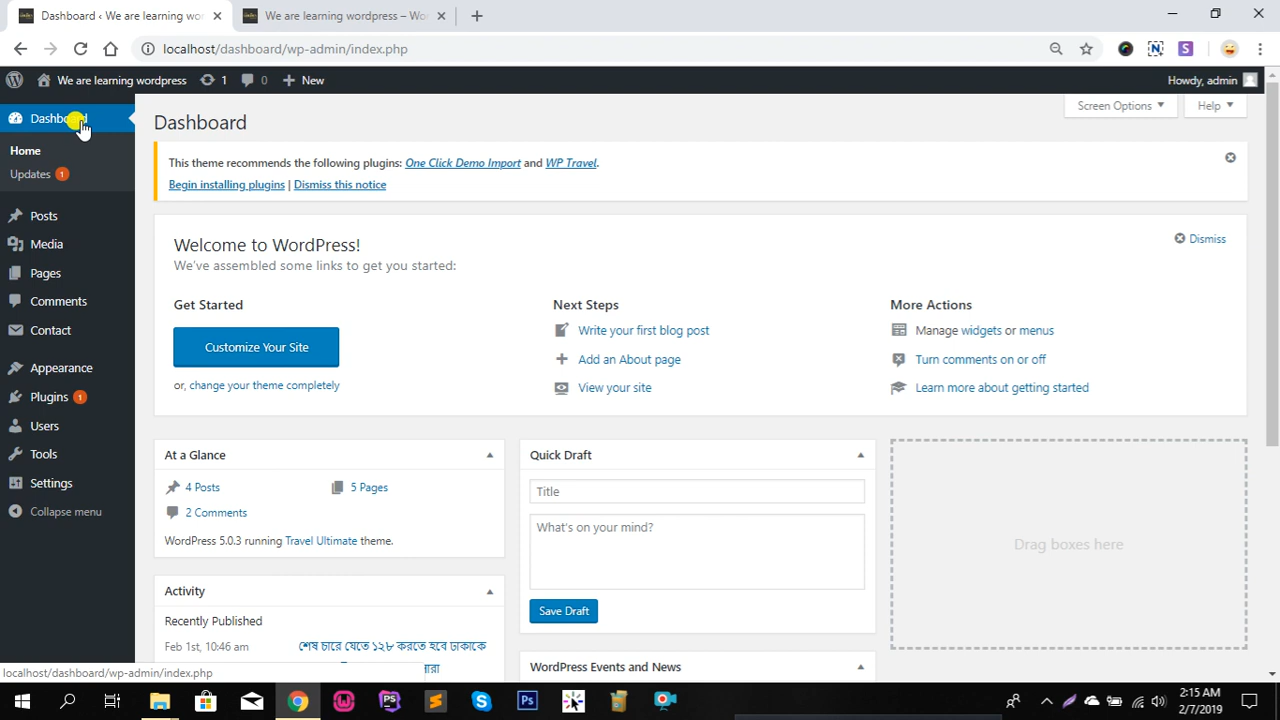 Dashboard ‹ We are learning wor
We are learning wordpress – Wor
localhost/dashboard/wp-admin/index.php
We are learning wordpress 1 0 New
Howdy, admin
Dashboard
Home
Updates 1
Posts
Media
Pages
Comments
Contact
Appearance
Plugins 1
Users
Tools
Settings
Collapse menu
Screen Options
Help
Dashboard
This theme recommends the following plugins: One Click Demo Import and WP Travel.
Begin installing plugins | Dismiss this notice
Welcome to WordPress!
Dismiss
We've assembled some links to get you started:
Get Started
Customize Your Site
or, change your theme completely
Next Steps
Write your first blog post
Add an About page
View your site
More Actions
Manage widgets or menus
Turn comments on or off
Learn more about getting started
At a Glance
4 Posts
5 Pages
2 Comments
WordPress 5.0.3 running Travel Ultimate theme.
Activity
Recently Published
Feb 1st, 10:46 am
শেষ চারে যেতে ১২৮ করতে হবে ঢাকাকে
Quick Draft
Title
What's on your mind?
Save Draft
WordPress Events and News
Drag boxes here
localhost/dashboard/wp-admin/index.php
2:15 AM
2/7/2019